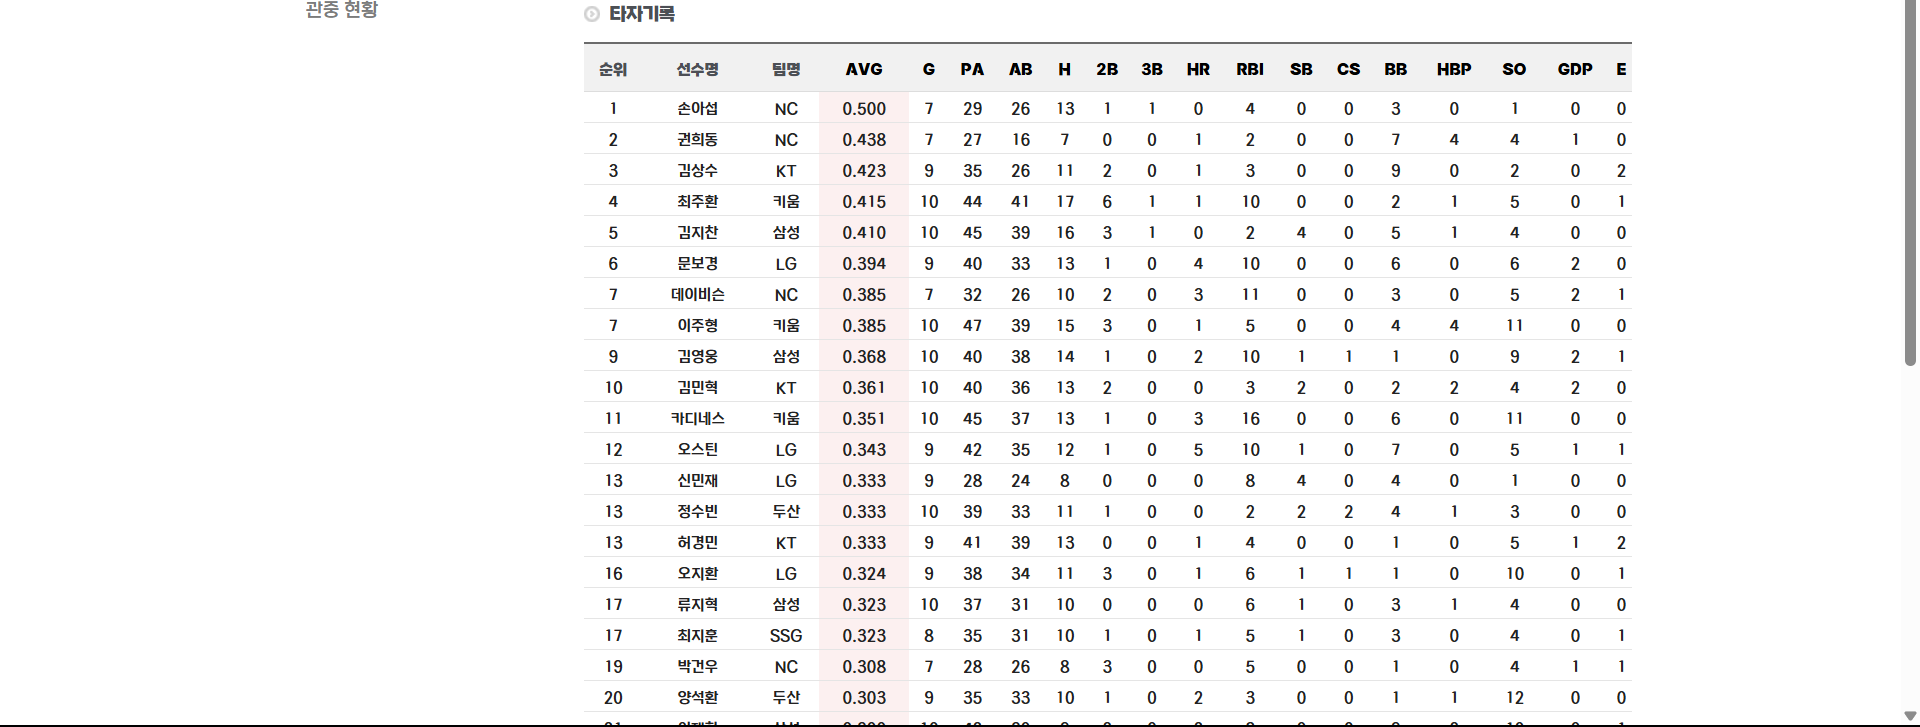 관중 현황
타자기록
순위 선수명 팀명 AVG G PA AB H 2B 3B HR RBI SB CS BB HBP SO GDP E
1 손아섭 NC 0.500 7 29 26 13 1 1 0 4 0 0 3 0 1 0 0
2 권희동 NC 0.438 7 27 16 7 0 0 1 2 0 0 7 4 4 1 0
3 김상수 KT 0.423 9 35 26 11 2 0 1 3 0 0 9 0 2 0 2
4 최주환 키움 0.415 10 44 41 17 6 1 1 10 0 0 2 1 5 0 1
5 김지찬 삼성 0.410 10 45 39 16 3 1 0 2 4 0 5 1 4 0 0
6 문보경 LG 0.394 9 40 33 13 1 0 4 10 0 0 6 0 6 2 0
7 데이비슨 NC 0.385 7 32 26 10 2 0 3 11 0 0 3 0 5 2 1
7 이주형 키움 0.385 10 47 39 15 3 0 1 5 0 0 4 4 11 0 0
9 김영웅 삼성 0.368 10 40 38 14 1 0 2 10 1 1 1 0 9 2 1
10 김민혁 KT 0.361 10 40 36 13 2 0 0 3 2 0 2 2 4 2 0
11 카디네스 키움 0.351 10 45 37 13 1 0 3 16 0 0 6 0 11 0 0
12 오스틴 LG 0.343 9 42 35 12 1 0 5 10 1 0 7 0 5 1 1
13 신민재 LG 0.333 9 28 24 8 0 0 0 8 4 0 4 0 1 0 0
13 정수빈 두산 0.333 10 39 33 11 1 0 0 2 2 2 4 1 3 0 0
13 허경민 KT 0.333 9 41 39 13 0 0 1 4 0 0 1 0 5 1 2
16 오지환 LG 0.324 9 38 34 11 3 0 1 6 1 1 1 0 10 0 1
17 류지혁 삼성 0.323 10 37 31 10 0 0 0 6 1 0 3 1 4 0 0
17 최지훈 SSG 0.323 8 35 31 10 1 0 1 5 1 0 3 0 4 0 1
19 박건우 NC 0.308 7 28 26 8 3 0 0 5 0 0 1 0 4 1 1
20 양석환 두산 0.303 9 35 33 10 1 0 2 3 0 0 1 1 12 0 0